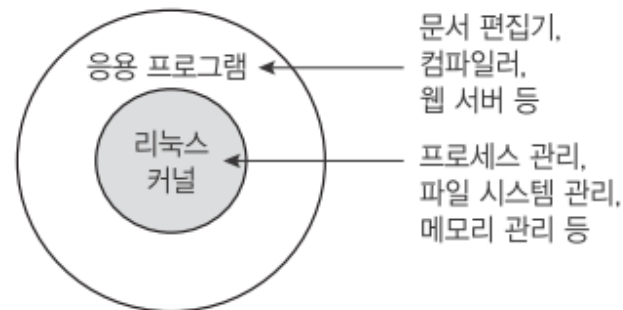 응용 프로그램
문서 편집기,
컴파일러,
웹 서버 등
리눅스
커널
프로세스 관리,
파일 시스템 관리,
메모리 관리 등